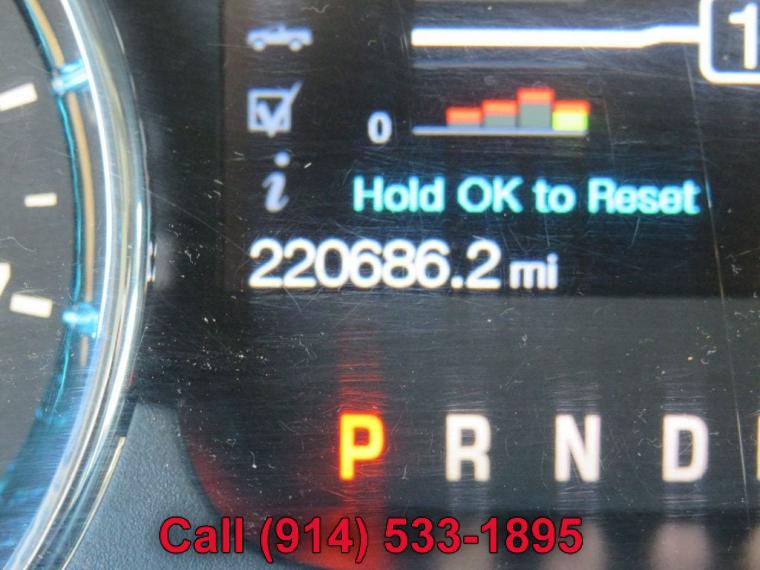 1
0
Hold OK to Reset
220686.2 mi
P R N D
Call (914) 533-1895